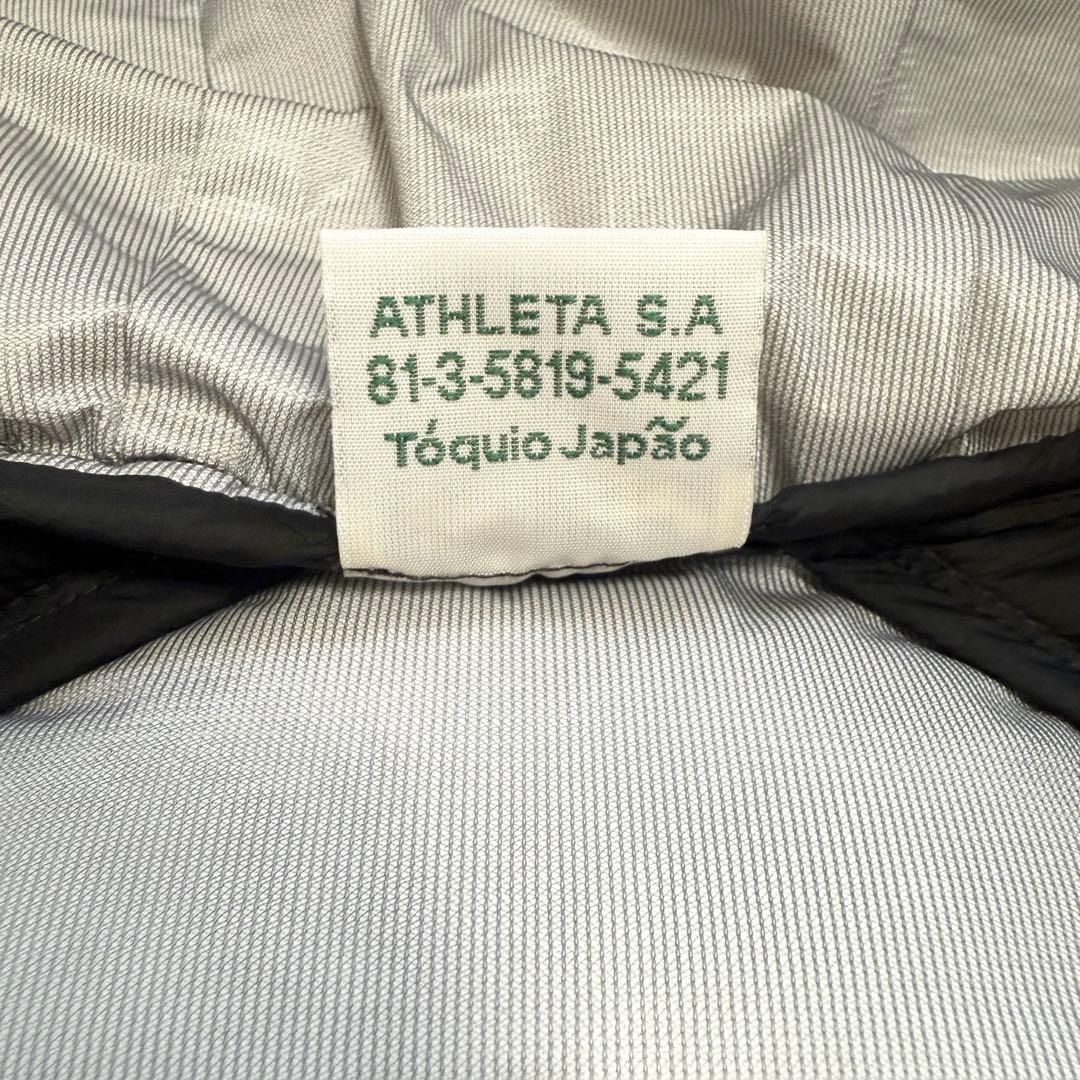 ATHLETA S.A
81-3-5819-5421
Tóquio Japão